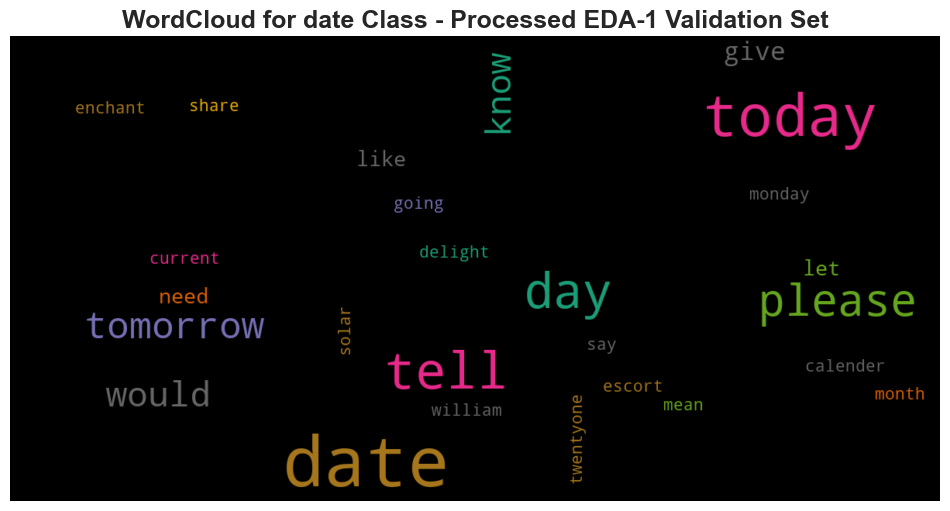 WordCloud for date Class - Processed EDA-1 Validation Set
give
know
today
enchant
share
like
monday
going
delight
current
let
day
need
please
tomorrow
solar
say
tell
calender
escort
would
month
mean
william
twentyone
date